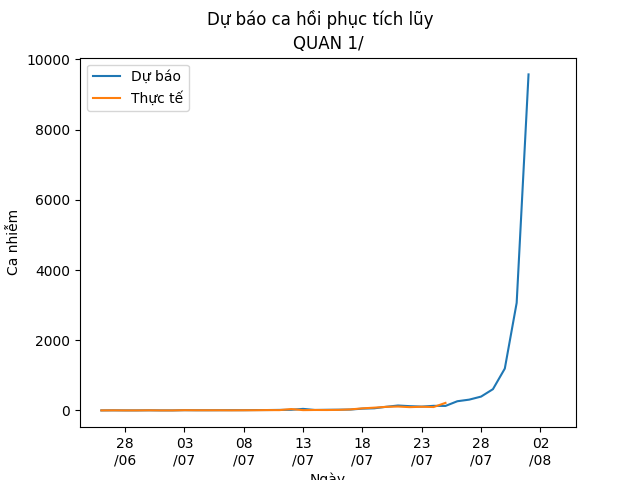 Dự báo ca hồi phục tích lũy
QUAN 1/
Dự báo
Thực tế
Ca nhiễm
10000
8000
6000
4000
2000
0
28 03 08 13 18 23 28 02
/06 /07 /07 /07 /07 /07 /07 /08
Ngày